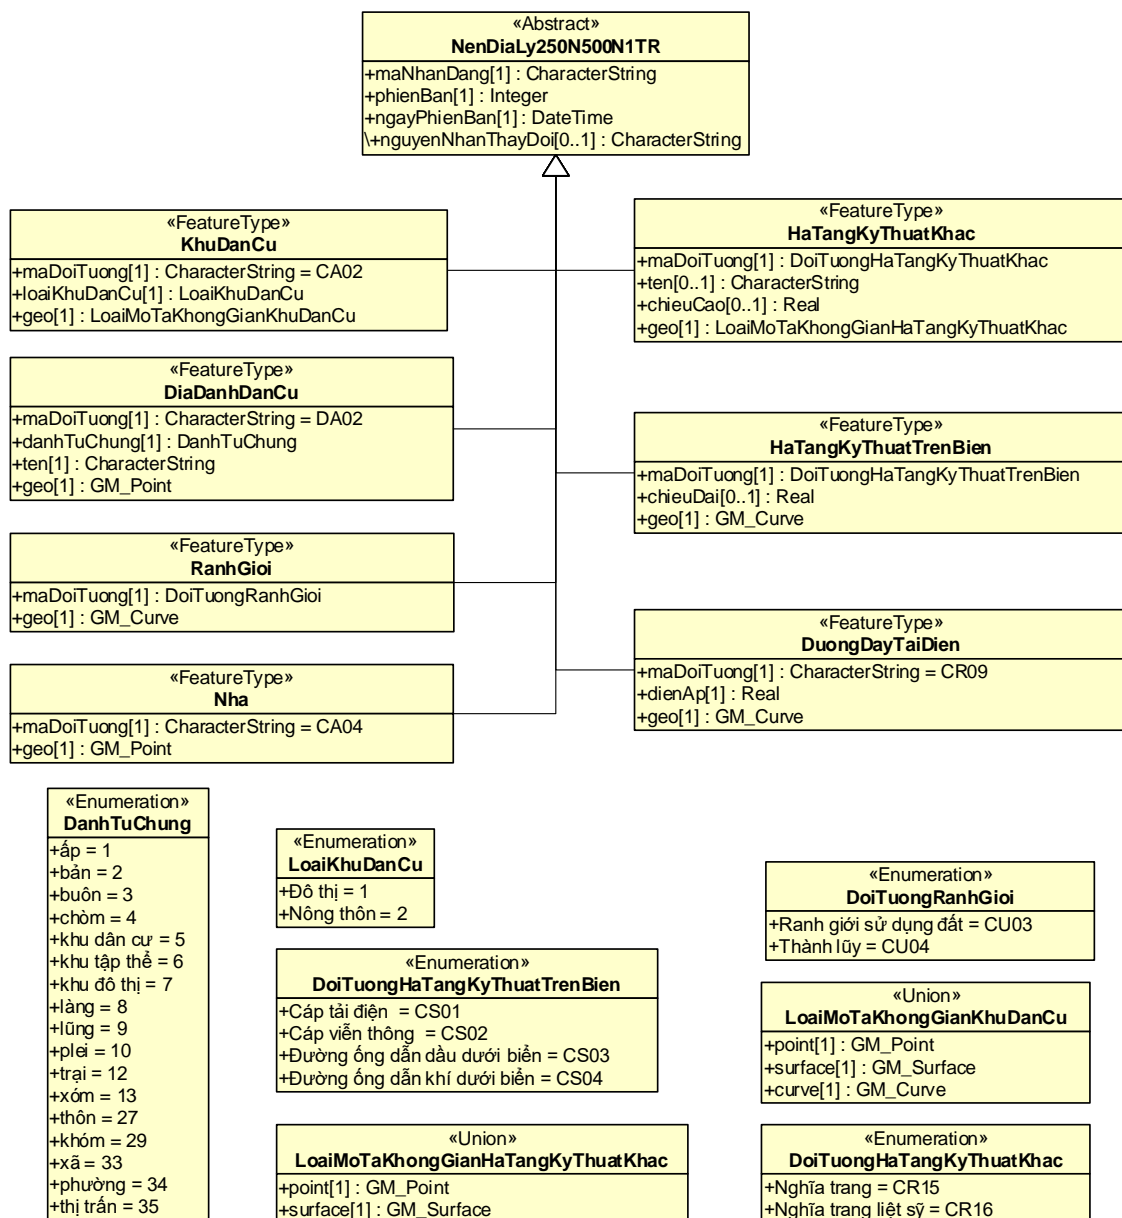 «Abstract»
NenDiaLy250N500N1TR
+maNhanDang[1] : CharacterString
+phienBan[1] : Integer
+ngayPhienBan[1] : DateTime
\+nguyenNhanThayDoi[0..1] : CharacterString
«FeatureType»
KhuDanCu
+maDoiTuong[1] : CharacterString = CA02
+loaiKhuDanCu[1] : LoaiKhuDanCu
+geo[1] : LoaiMoTaKhongGianKhuDanCu
«FeatureType»
HaTangKyThuatKhac
+maDoiTuong[1] : DoiTuongHaTangKyThuatKhac
+ten[0..1] : CharacterString
+chieuCao[0..1] : Real
+geo[1] : LoaiMoTaKhongGianHaTangKyThuatKhac
«FeatureType»
DiaDanhDanCu
+maDoiTuong[1] : CharacterString = DA02
+danhTuChung[1] : DanhTuChung
+ten[1] : CharacterString
+geo[1] : GM_Point
«FeatureType»
HaTangKyThuatTrenBien
+maDoiTuong[1] : DoiTuongHaTangKyThuatTrenBien
+chieuDai[0..1] : Real
+geo[1] : GM_Curve
«FeatureType»
RanhGioi
+maDoiTuong[1] : DoiTuongRanhGioi
+geo[1] : GM_Curve
«FeatureType»
DuongDayTaiDien
+maDoiTuong[1] : CharacterString = CR09
+dienAp[1] : Real
+geo[1] : GM_Curve
«FeatureType»
Nha
+maDoiTuong[1] : CharacterString = CA04
+geo[1] : GM_Point
«Enumeration»
DanhTuChung
+ấp = 1
+bản = 2
+buôn = 3
+chòm = 4
+khu dân cư = 5
+khu tập thể = 6
+khu đô thị = 7
+làng = 8
+lũng = 9
+plei = 10
+trại = 12
+xóm = 13
+thôn = 27
+khóm = 29
+xã = 33
+phường = 34
+thị trấn = 35
«Enumeration»
LoaiKhuDanCu
+Đô thị = 1
+Nông thôn = 2
«Enumeration»
DoiTuongRanhGioi
+Ranh giới sử dụng đất = CU03
+Thành lũy = CU04
«Enumeration»
DoiTuongHaTangKyThuatTrenBien
+Cáp tải điện = CS01
+Cáp viễn thông = CS02
+Đường ống dẫn dầu dưới biển = CS03
+Đường ống dẫn khí dưới biển = CS04
«Union»
LoaiMoTaKhongGianKhuDanCu
+point[1] : GM_Point
+surface[1] : GM_Surface
+curve[1] : GM_Curve
«Union»
LoaiMoTaKhongGianHaTangKyThuatKhac
+point[1] : GM_Point
+surface[1] : GM_Surface
«Enumeration»
DoiTuongHaTangKyThuatKhac
+Nghĩa trang = CR15
+Nghĩa trang liệt sỹ = CR16